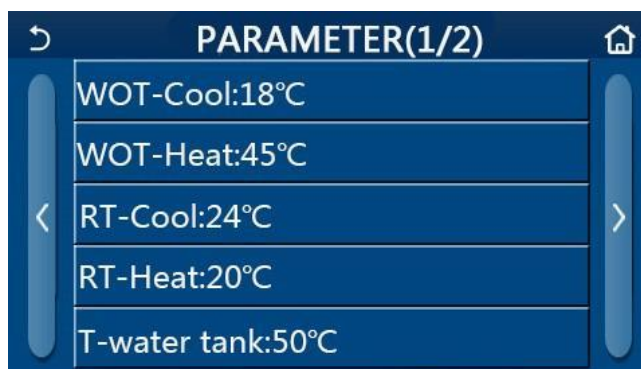 PARAMETER(1/2)
WOT-Cool:18℃
WOT-Heat:45℃
RT-Cool:24℃
RT-Heat:20℃
T-water tank:50℃